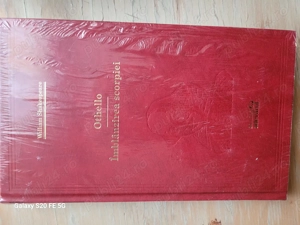 William Shakespeare
Othello
Îmblânzirea scorpiei
Galaxy S20 FE 5G